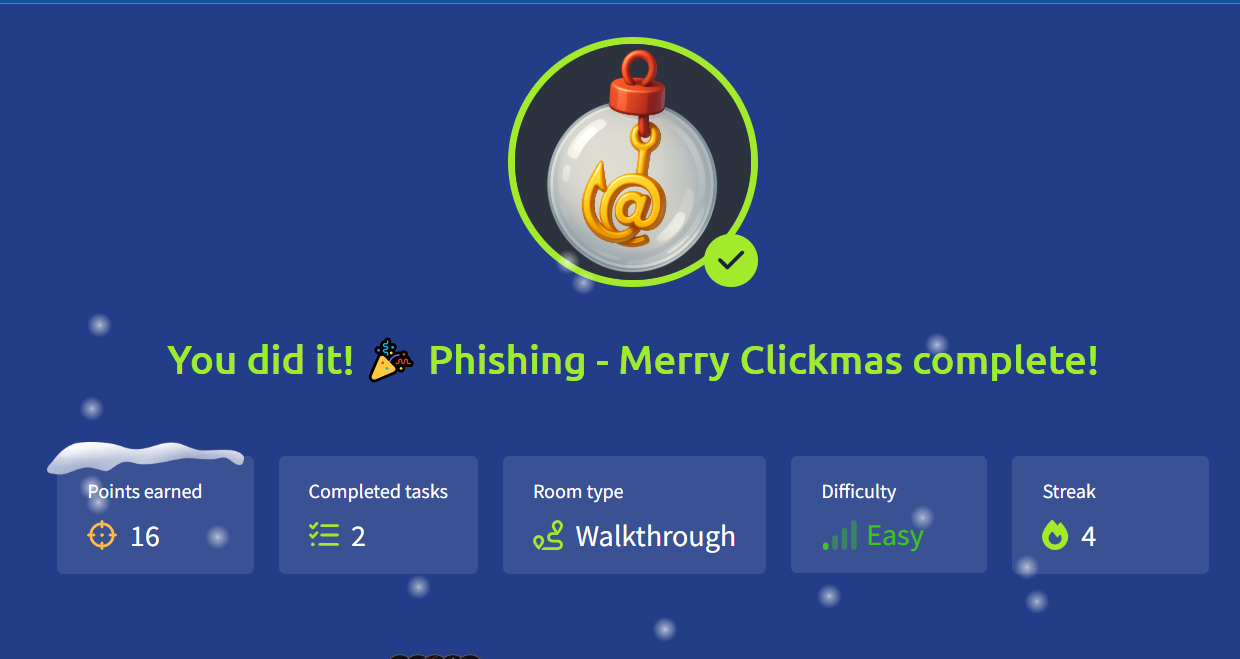 You did it! 🎉 Phishing - Merry Clickmas complete!
Points earned
16
Completed tasks
2
Room type
Walkthrough
Difficulty
Easy
Streak
4